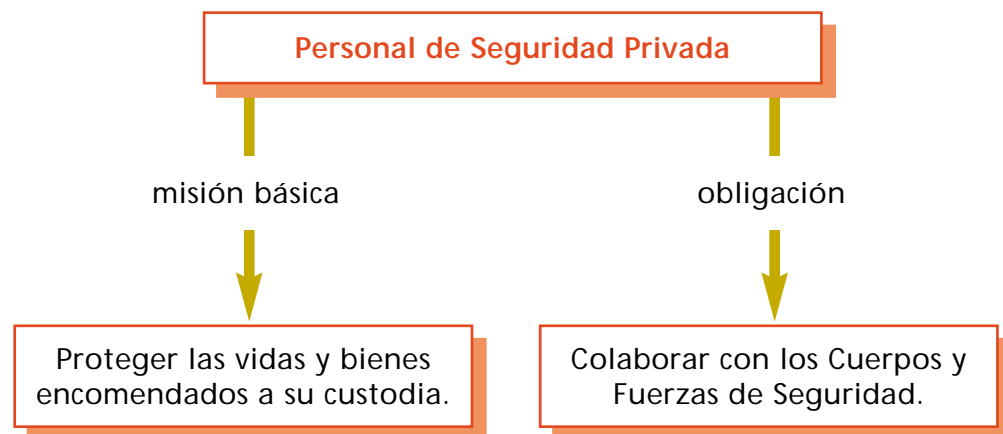 Personal de Seguridad Privada
misión básica
obligación
Proteger las vidas y bienes
encomendados a su custodia.
Colaborar con los Cuerpos y
Fuerzas de Seguridad.